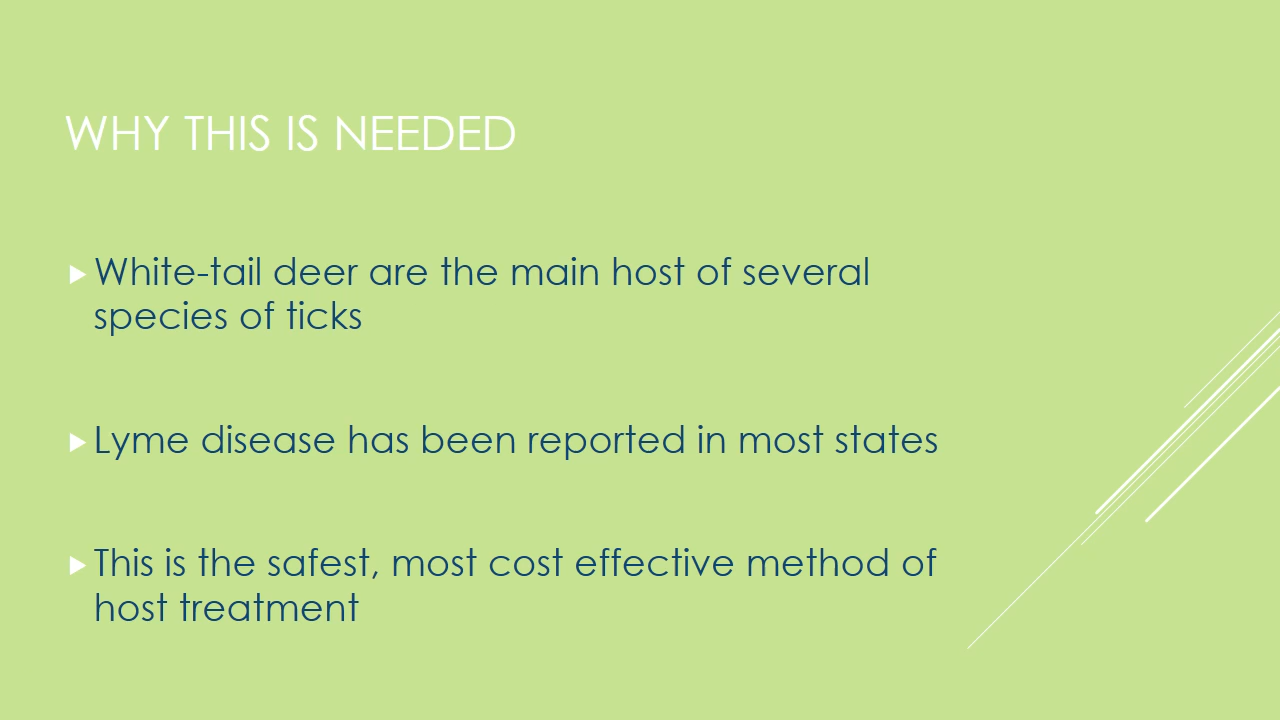 WHY THIS IS NEEDED
White-tail deer are the main host of several
species of ticks
Lyme disease has been reported in most states
This is the safest, most cost effective method of
host treatment